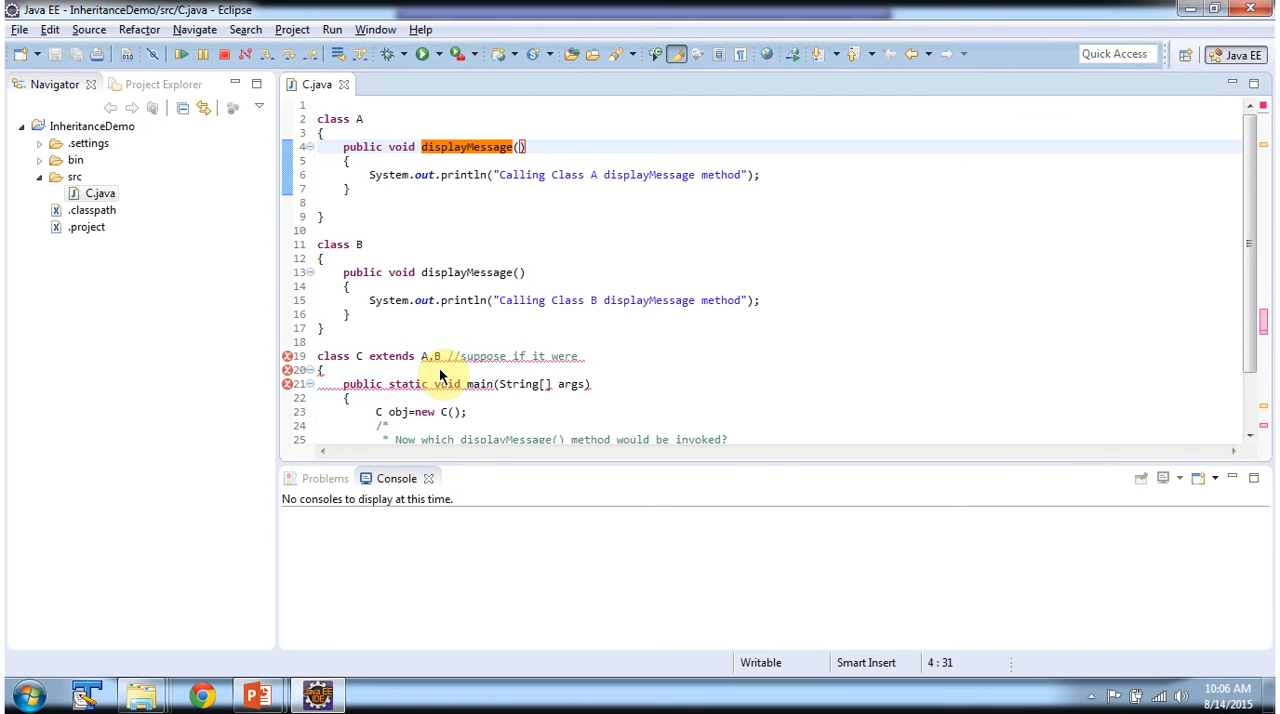 Java EE - InheritanceDemo/src/C.java - Eclipse
File Edit Source Refactor Navigate Search Project Run Window Help
Quick Access
Java EE
Navigator
Project Explorer
C.java
InheritanceDemo
.settings
bin
src
C.java
.classpath
.project
1
2 class A
3 {
4 public void displayMessage()
5 {
6 System.out.println("Calling Class A displayMessage method");
7 }
8
9 }
10
11 class B
12 {
13 public void displayMessage()
14 {
15 System.out.println("Calling Class B displayMessage method");
16 }
17 }
18
19 class C extends A,B //suppose if it were
20 {
21 public static void main(String[] args)
22 {
23 C obj=new C();
24 /*
25 * Now which displayMessage() method would be invoked?
Problems
Console
No consoles to display at this time.
Writable
Smart Insert
4 : 31
Java EE
IDE
10:06 AM
8/14/2015